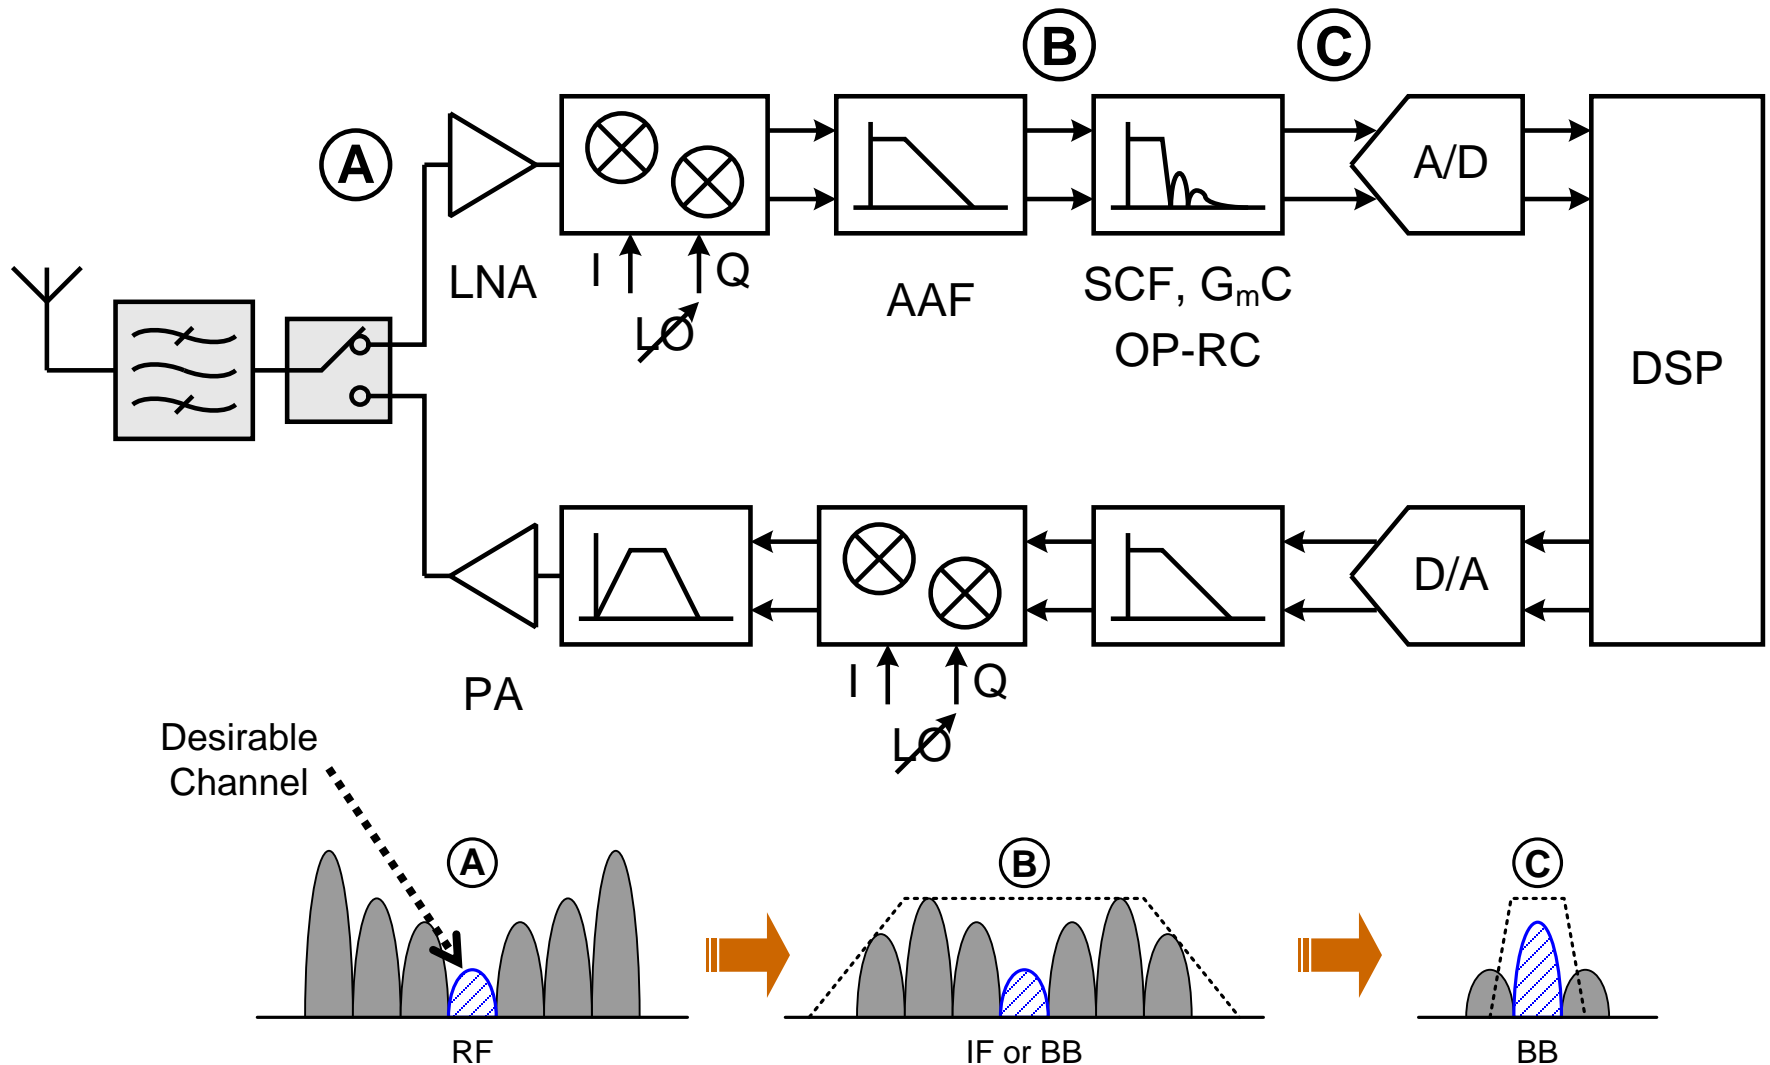 B
C
A
A/D
LNA
I
Q
LO
AAF
SCF, GmC
OP-RC
DSP
D/A
PA
I
Q
LO
Desirable
Channel
A
B
C
RF
IF or BB
BB